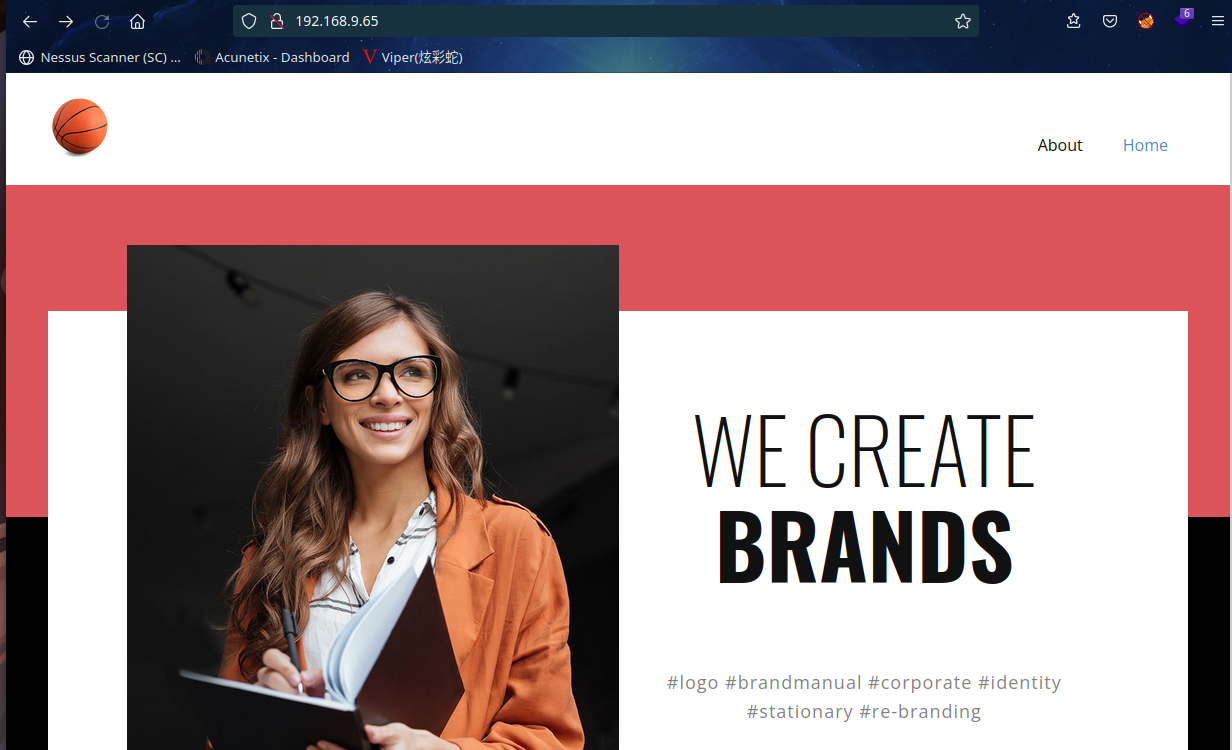 192.168.9.65
6
Nessus Scanner (SC) ... Acunetix - Dashboard Viper(炫彩蛇)
About Home
WE CREATE
BRANDS
#logo #brandmanual #corporate #identity
#stationary #re-branding